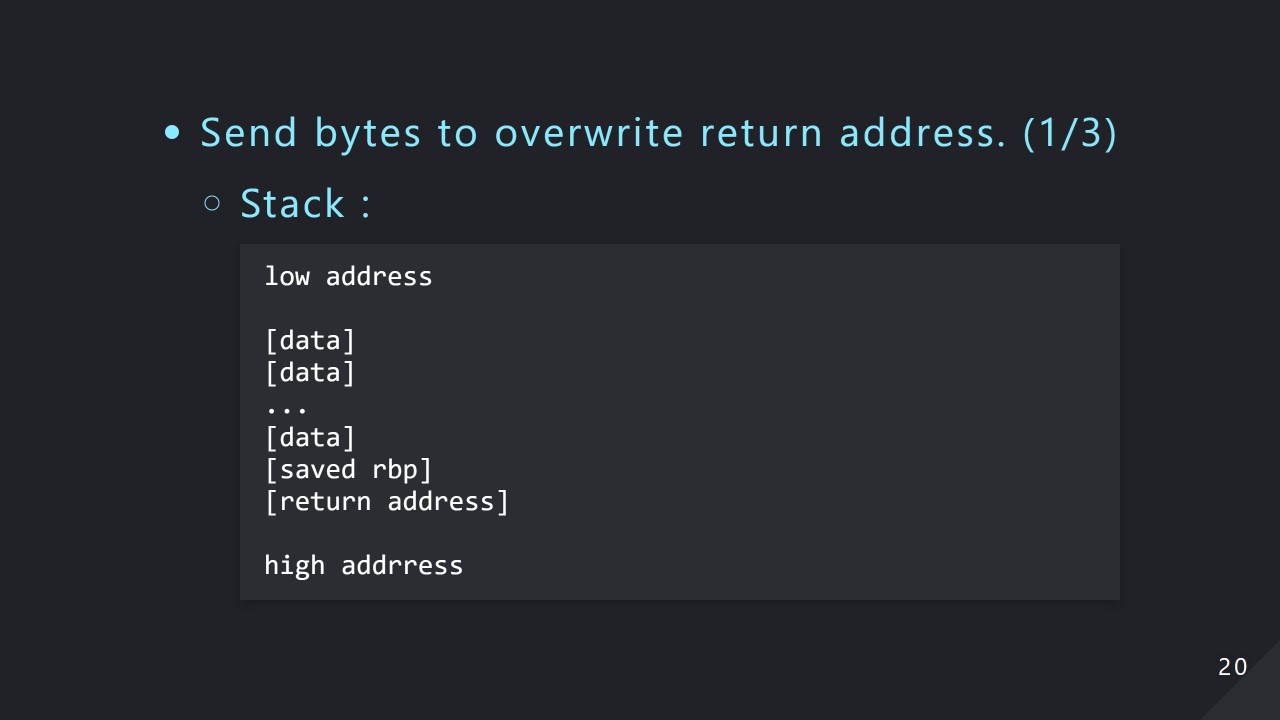 Send bytes to overwrite return address. (1/3)
Stack :
low address
[data]
[data]
...
[data]
[saved rbp]
[return address]
high addrress
20